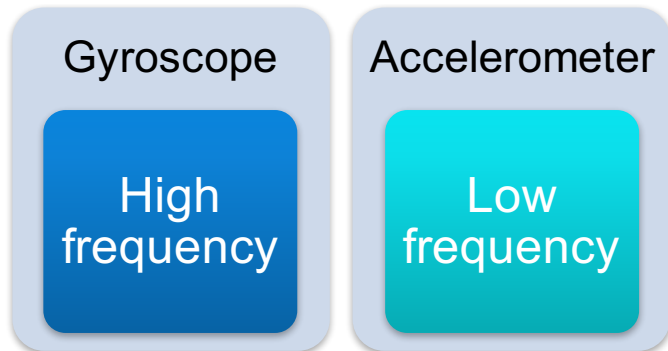 Gyroscope
High
frequency
Accelerometer
Low
frequency